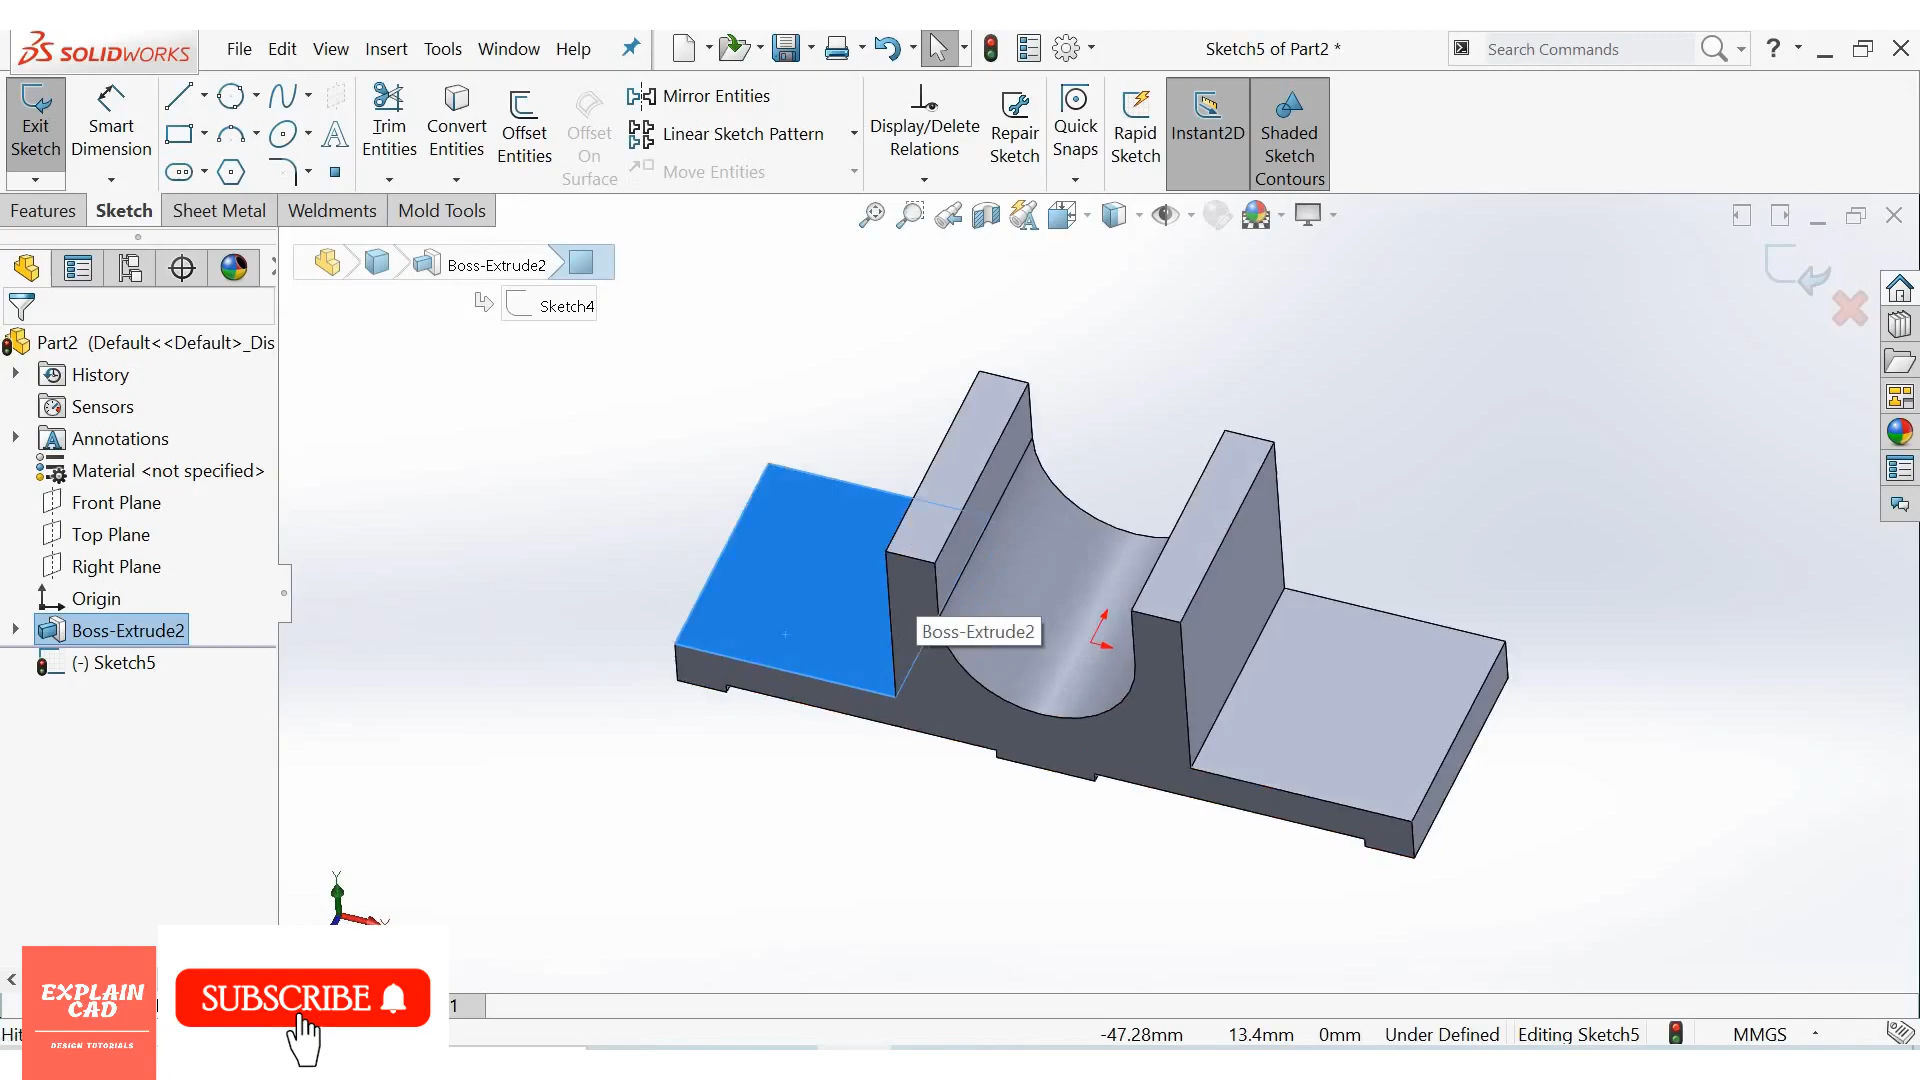 SOLIDWORKS
File Edit View Insert Tools Window Help
Sketch5 of Part2 *
Search Commands
Exit
Sketch
Smart
Dimension
Trim
Entities
Convert
Entities
Offset
Entities
Offset
On
Surface
Mirror Entities
Linear Sketch Pattern
Move Entities
Display/Delete
Relations
Repair
Sketch
Quick
Snaps
Rapid
Sketch
Instant2D
Shaded
Sketch
Contours
Features Sketch Sheet Metal Weldments Mold Tools
Boss-Extrude2
Sketch4
Part2 (Default<<Default>_Dis
History
Sensors
Annotations
Material <not specified>
Front Plane
Top Plane
Right Plane
Origin
Boss-Extrude2
(-) Sketch5
Boss-Extrude2
Y
EXPLAIN
CAD
DESIGN TUTORIALS
SUBSCRIBE
1
Hit
-47.28mm 13.4mm 0mm Under Defined Editing Sketch5 MMGS